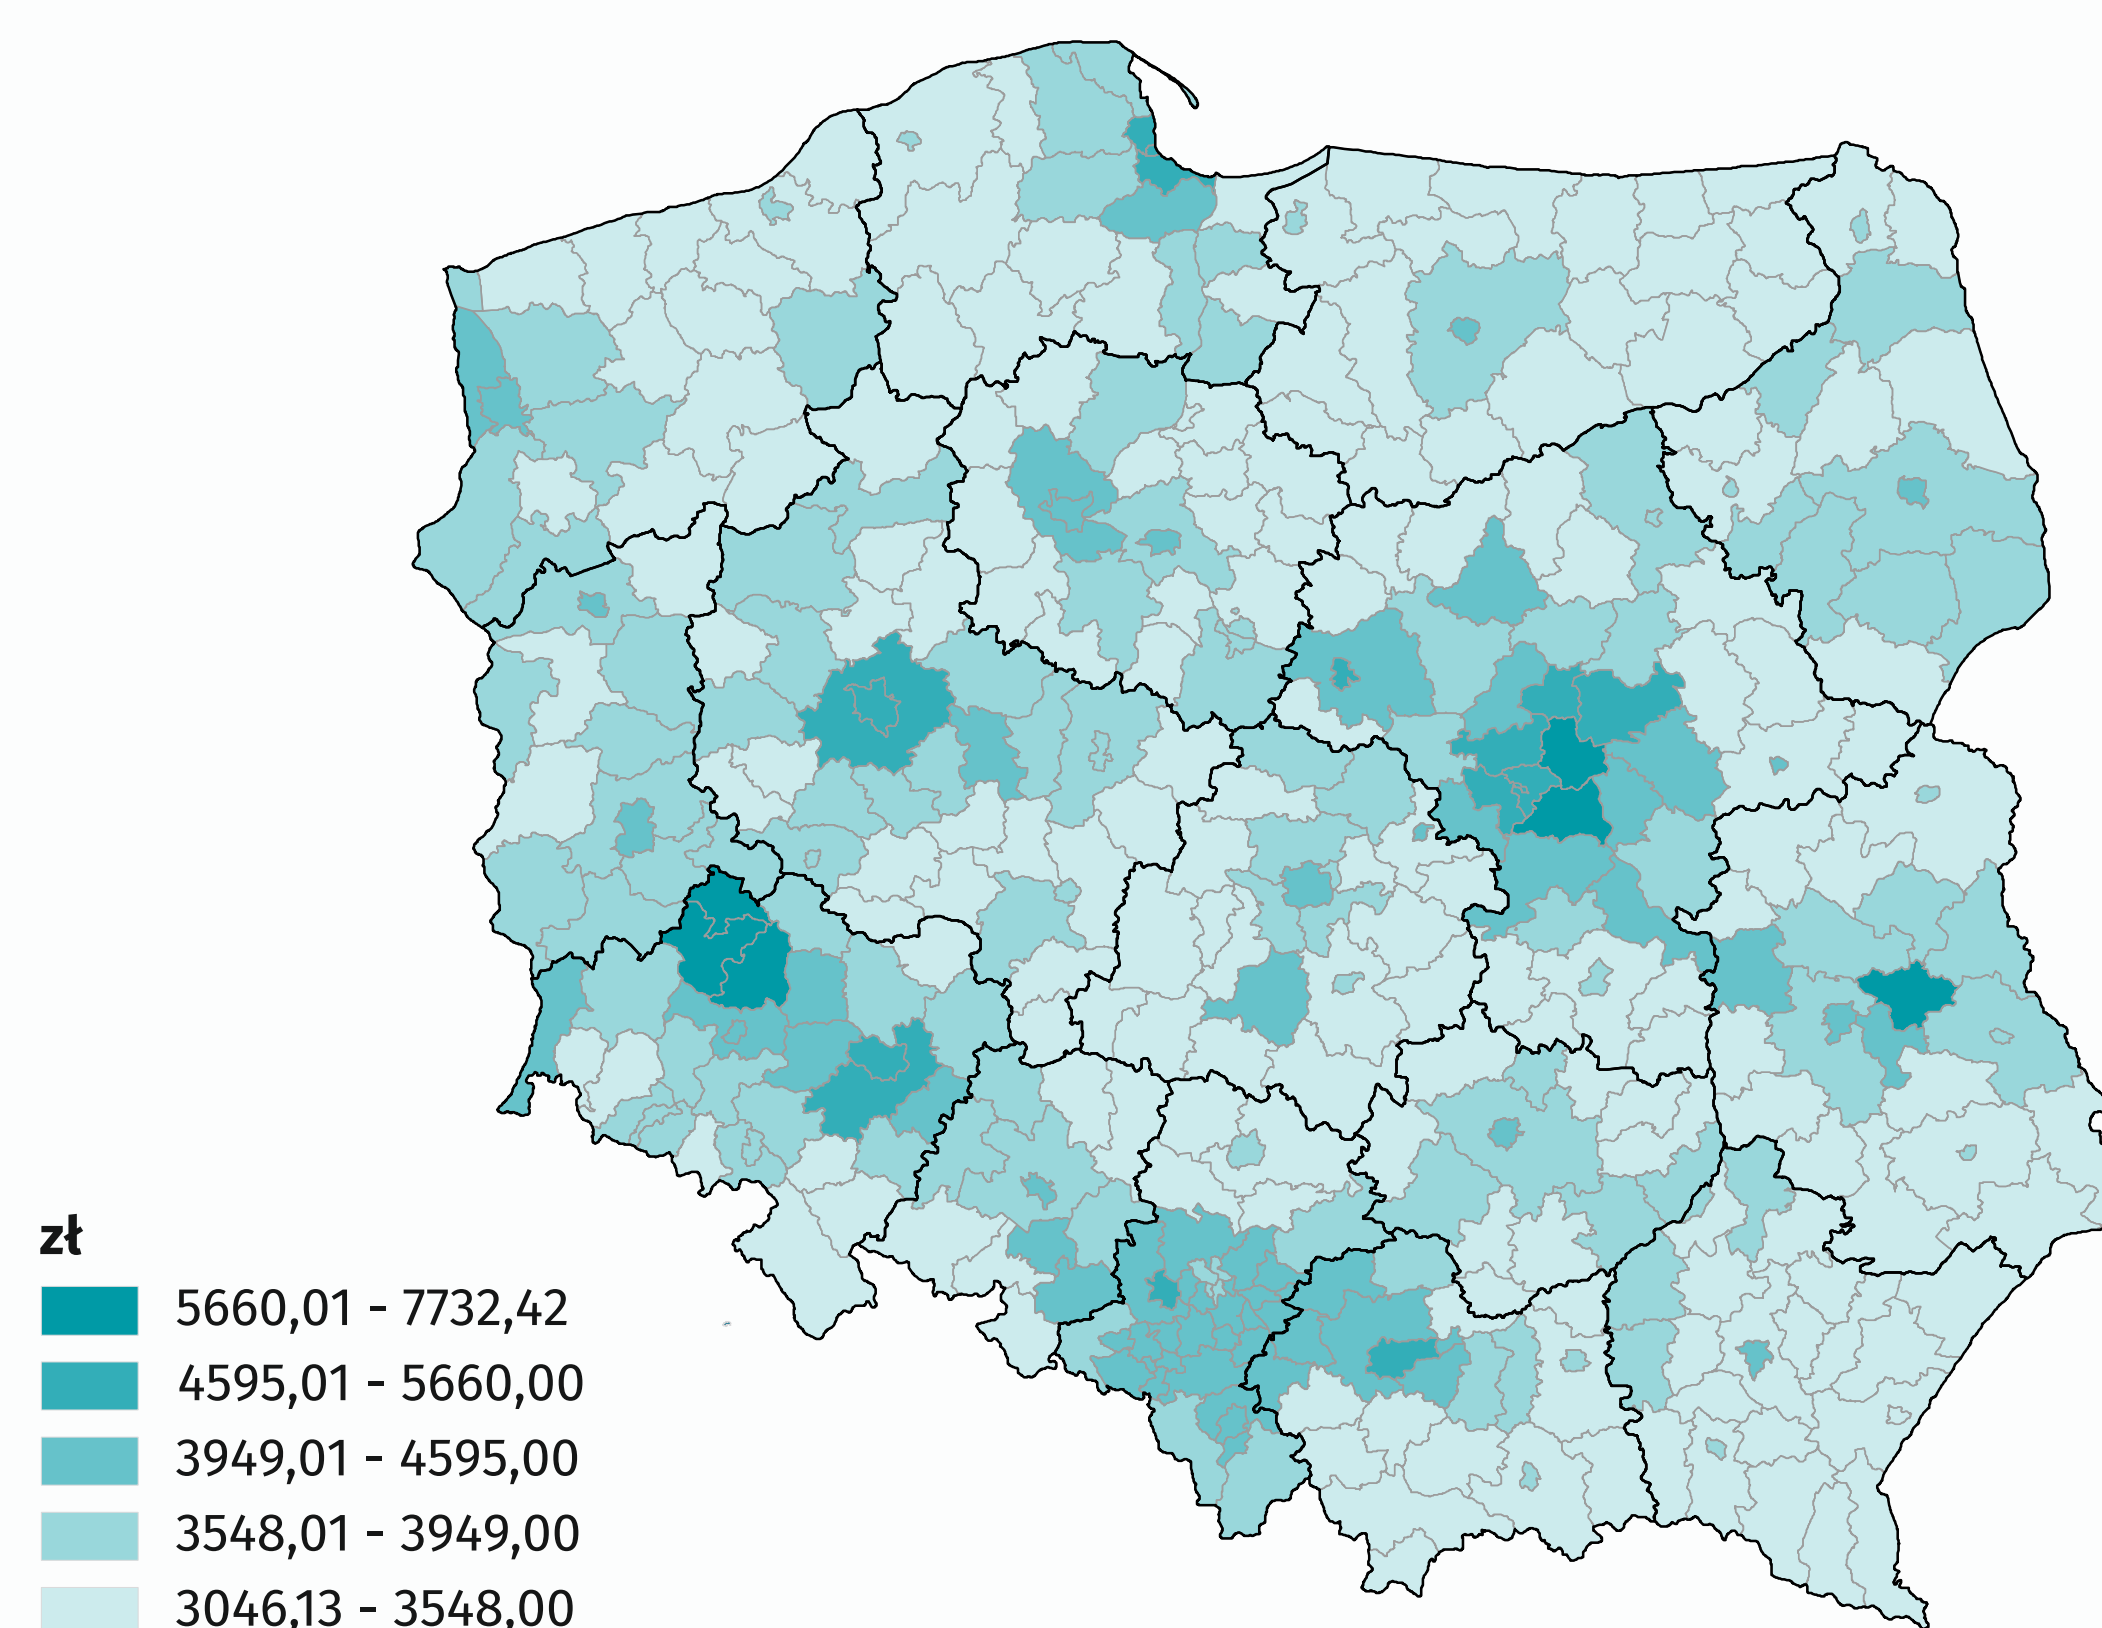 zł
5660,01 - 7732,42
4595,01 - 5660,00
3949,01 - 4595,00
3548,01 - 3949,00
3046,13 - 3548,00